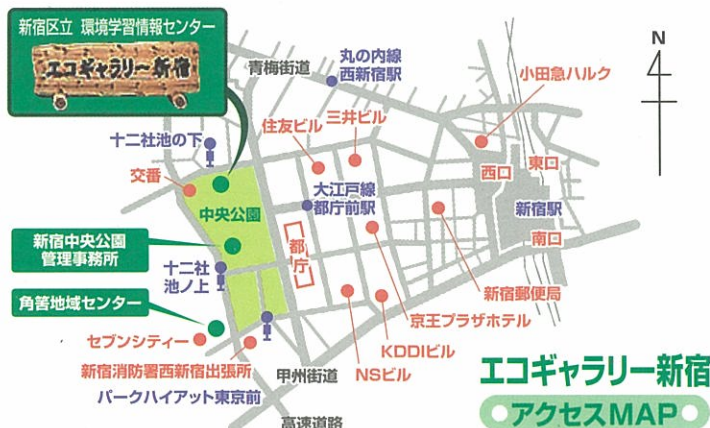 新宿区立 環境学習情報センター
エコギャラリー新宿
青梅街道
丸の内線
西新宿駅
小田急ハルク
N
十二社池の下
住友ビル
三井ビル
交番
西口
東口
大江戸線
都庁前駅
中央公園
新宿駅
新宿中央公園
管理事務所
都庁
南口
十二社
池ノ上
新宿郵便局
角筈地域センター
京王プラザホテル
セブンシティー
KDDIビル
新宿消防署西新宿出張所
NSビル
甲州街道
パークハイアット東京前
高速道路
エコギャラリー新宿
アクセスMAP